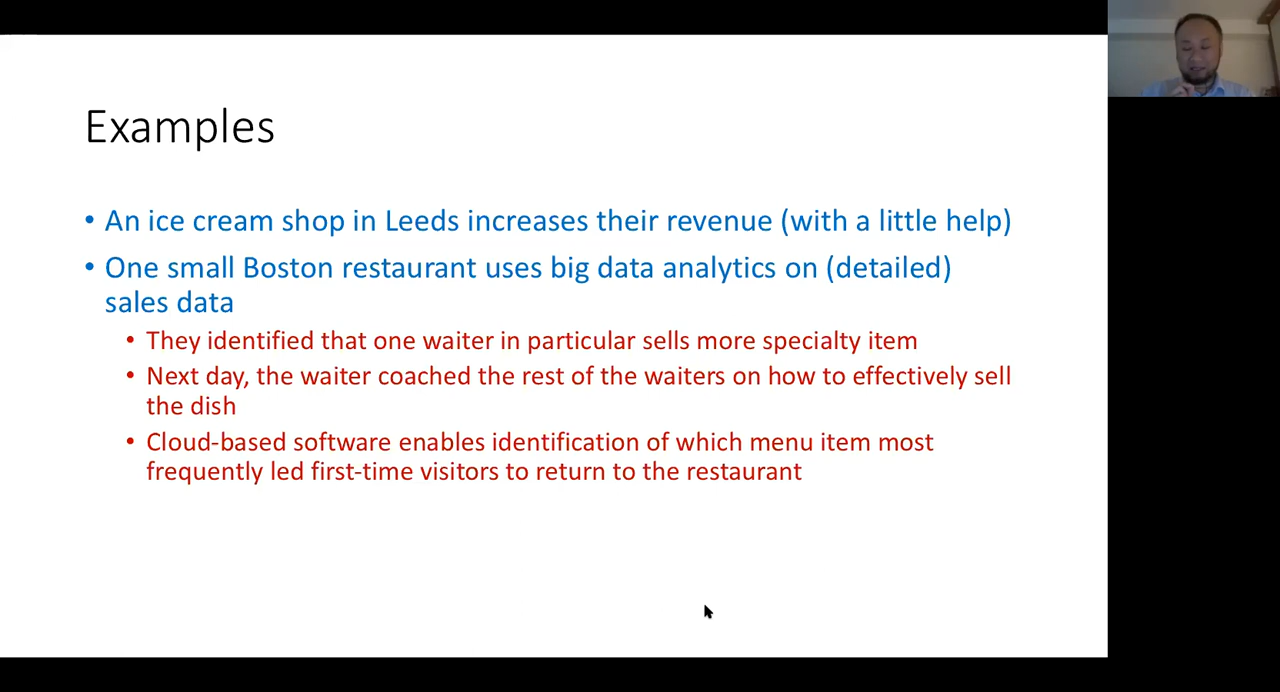 Examples
• An ice cream shop in Leeds increases their revenue (with a little help)
• One small Boston restaurant uses big data analytics on (detailed)
sales data
• They identified that one waiter in particular sells more specialty item
• Next day, the waiter coached the rest of the waiters on how to effectively sell
the dish
• Cloud-based software enables identification of which menu item most
frequently led first-time visitors to return to the restaurant